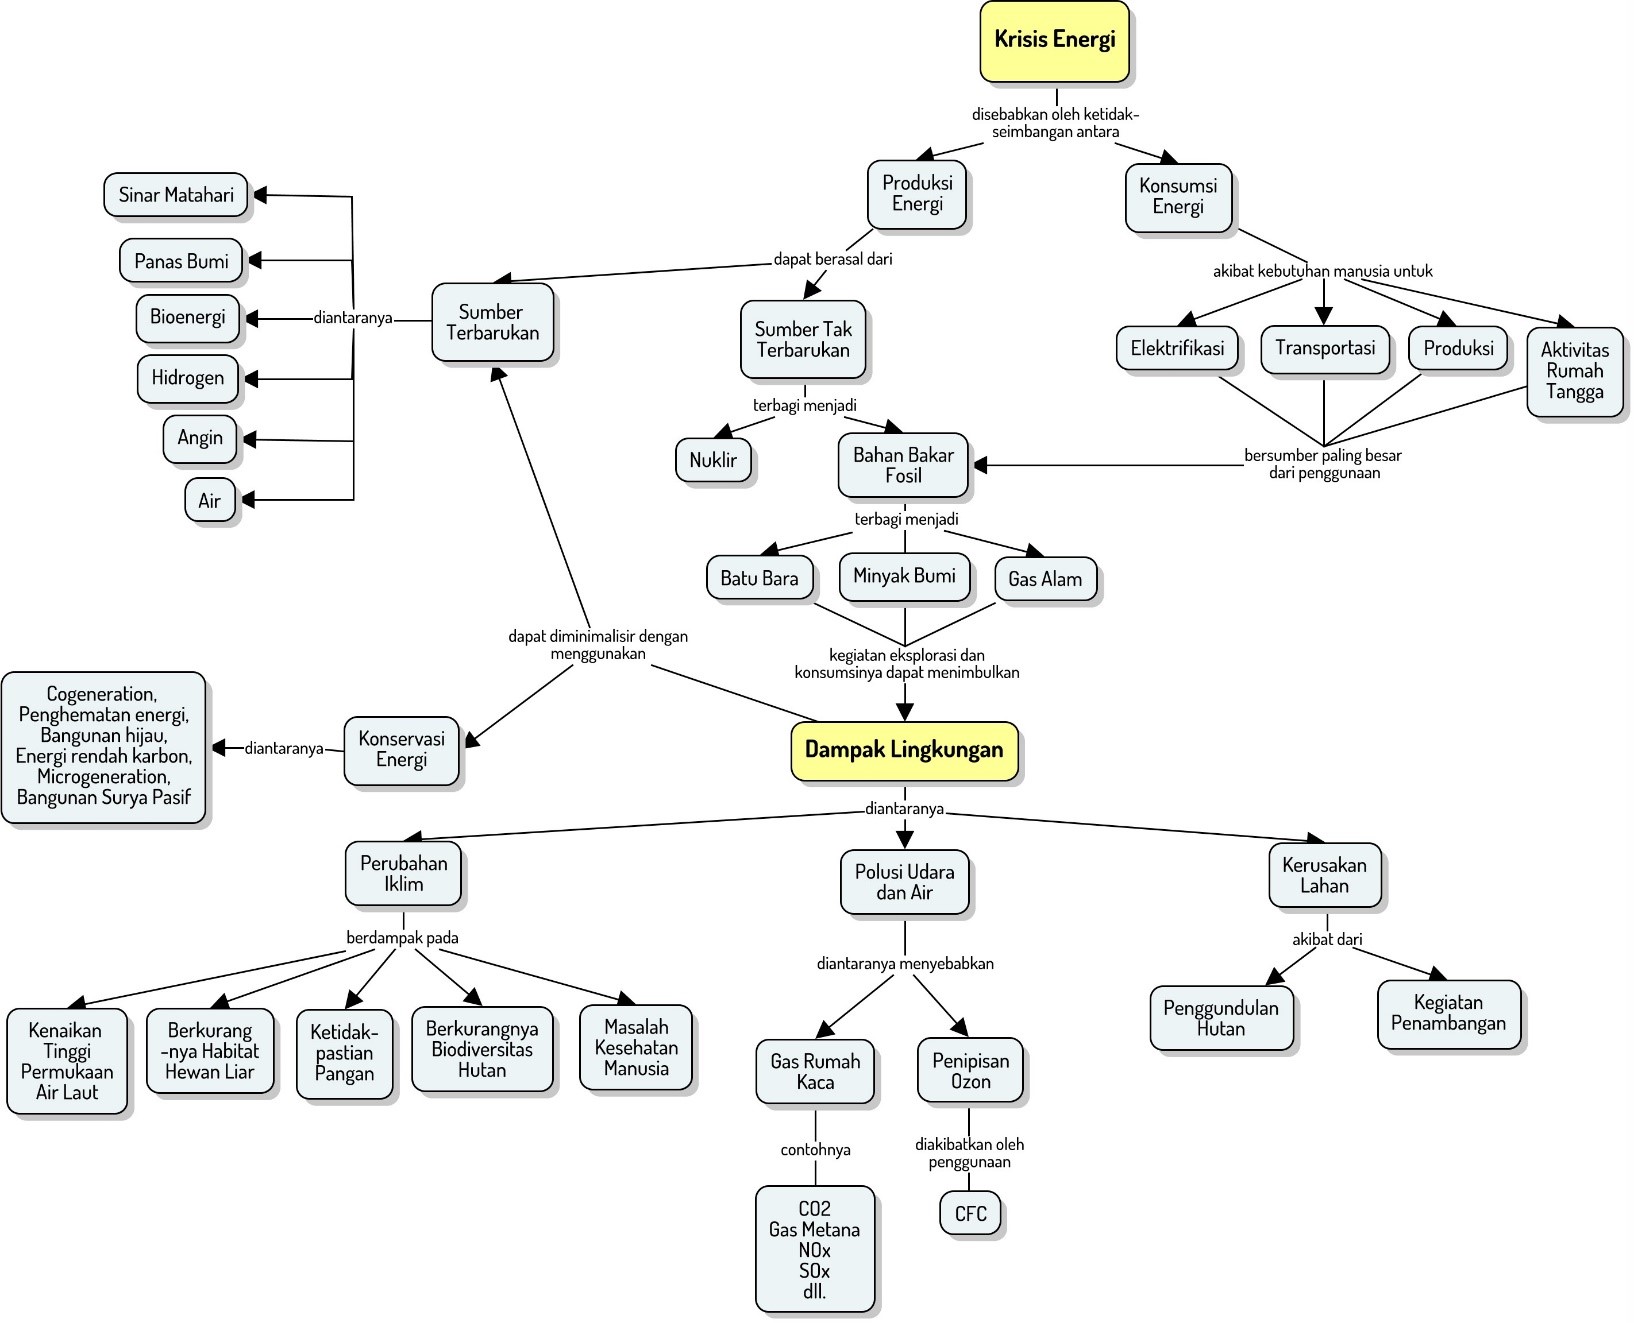 Krisis Energi
disebabkan oleh ketidak-
seimbangan antara
Produksi
Energi
Konsumsi
Energi
dapat berasal dari
akibat kebutuhan manusia untuk
Sinar Matahari
Panas Bumi
Bioenergi
Hidrogen
Angin
Air
diantaranya
Sumber
Terbarukan
Sumber Tak
Terbarukan
Elektrifikasi
Transportasi
Produksi
Aktivitas
Rumah
Tangga
terbagi menjadi
Nuklir
Bahan Bakar
Fosil
bersumber paling besar
dari penggunaan
terbagi menjadi
Batu Bara
Minyak Bumi
Gas Alam
kegiatan eksplorasi dan
konsumsinya dapat menimbulkan
dapat diminimalisir dengan
menggunakan
Cogeneration,
Penghematan energi,
Bangunan hijau,
Energi rendah karbon,
Microgeneration,
Bangunan Surya Pasif
diantaranya
Konservasi
Energi
Dampak Lingkungan
diantaranya
Perubahan
Iklim
Polusi Udara
dan Air
Kerusakan
Lahan
berdampak pada
Kenaikan
Tinggi
Permukaan
Air Laut
Berkurang
-nya Habitat
Hewan Liar
Ketidak-
pastian
Pangan
Berkurangnya
Biodiversitas
Hutan
Masalah
Kesehatan
Manusia
diantaranya menyebabkan
Gas Rumah
Kaca
Penipisan
Ozon
contohnya
CO2
Gas Metana
NOx
SOx
dll.
diakibatkan oleh
penggunaan
CFC
akibat dari
Penggundulan
Hutan
Kegiatan
Penambangan